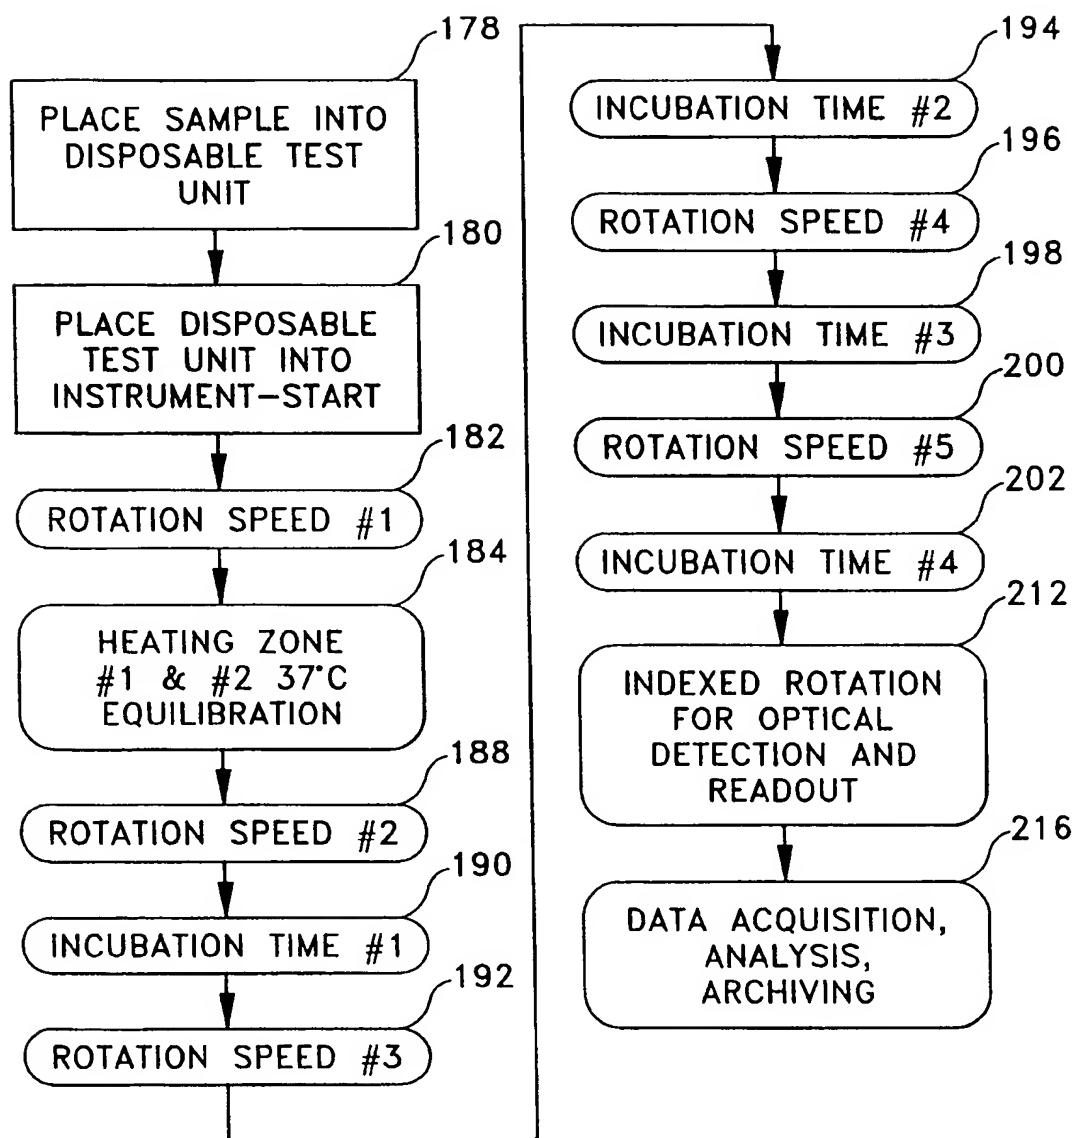 178
PLACE SAMPLE INTO
DISPOSABLE TEST
UNIT
180
PLACE DISPOSABLE
TEST UNIT INTO
INSTRUMENT-START
182
ROTATION SPEED #1
184
HEATING ZONE
#1 & #2 37°C
EQUILIBRATION
188
ROTATION SPEED #2
190
INCUBATION TIME #1
192
ROTATION SPEED #3
194
INCUBATION TIME #2
196
ROTATION SPEED #4
198
INCUBATION TIME #3
200
ROTATION SPEED #5
202
INCUBATION TIME #4
212
INDEXED ROTATION
FOR OPTICAL
DETECTION AND
READOUT
216
DATA ACQUISITION,
ANALYSIS,
ARCHIVING